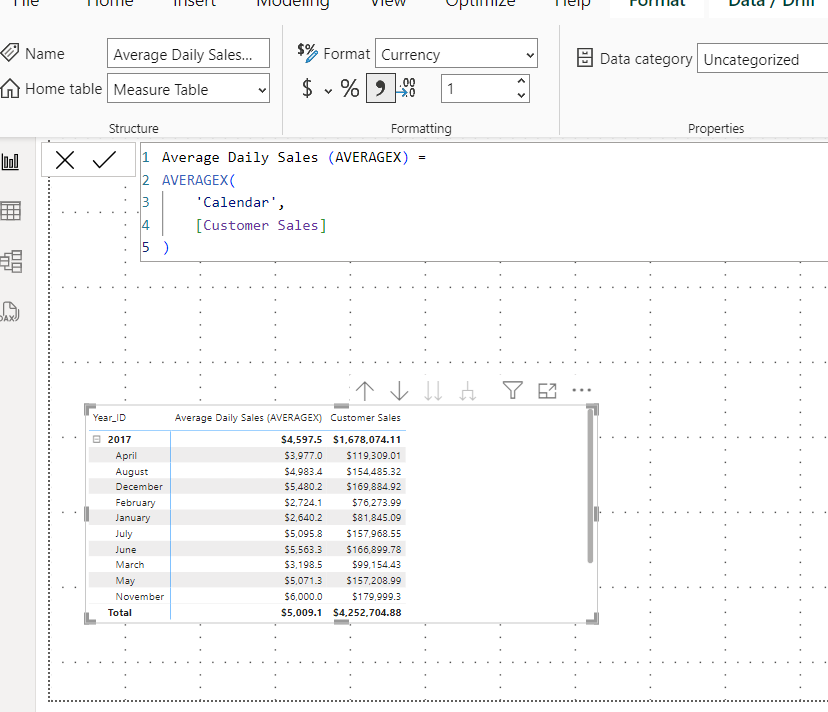 File Home Insert Modeling View Optimize Help Format Data / Drill
Name Average Daily Sales... $% Format Currency Data category Uncategorized
Home table Measure Table $ % 9 .00 →.0 1
Structure Formatting Properties
1 Average Daily Sales (AVERAGEX) =
2 AVERAGEX(
3 'Calendar',
4 [Customer Sales]
5 )
DAX
Year_ID Average Daily Sales (AVERAGEX) Customer Sales
2017 $4,597.5 $1,678,074.11
April $3,977.0 $119,309.01
August $4,983.4 $154,485.32
December $5,480.2 $169,884.92
February $2,724.1 $76,273.99
January $2,640.2 $81,845.09
July $5,095.8 $157,968.55
June $5,563.3 $166,899.78
March $3,198.5 $99,154.43
May $5,071.3 $157,208.99
November $6,000.0 $179,999.3
Total $5,009.1 $4,252,704.88